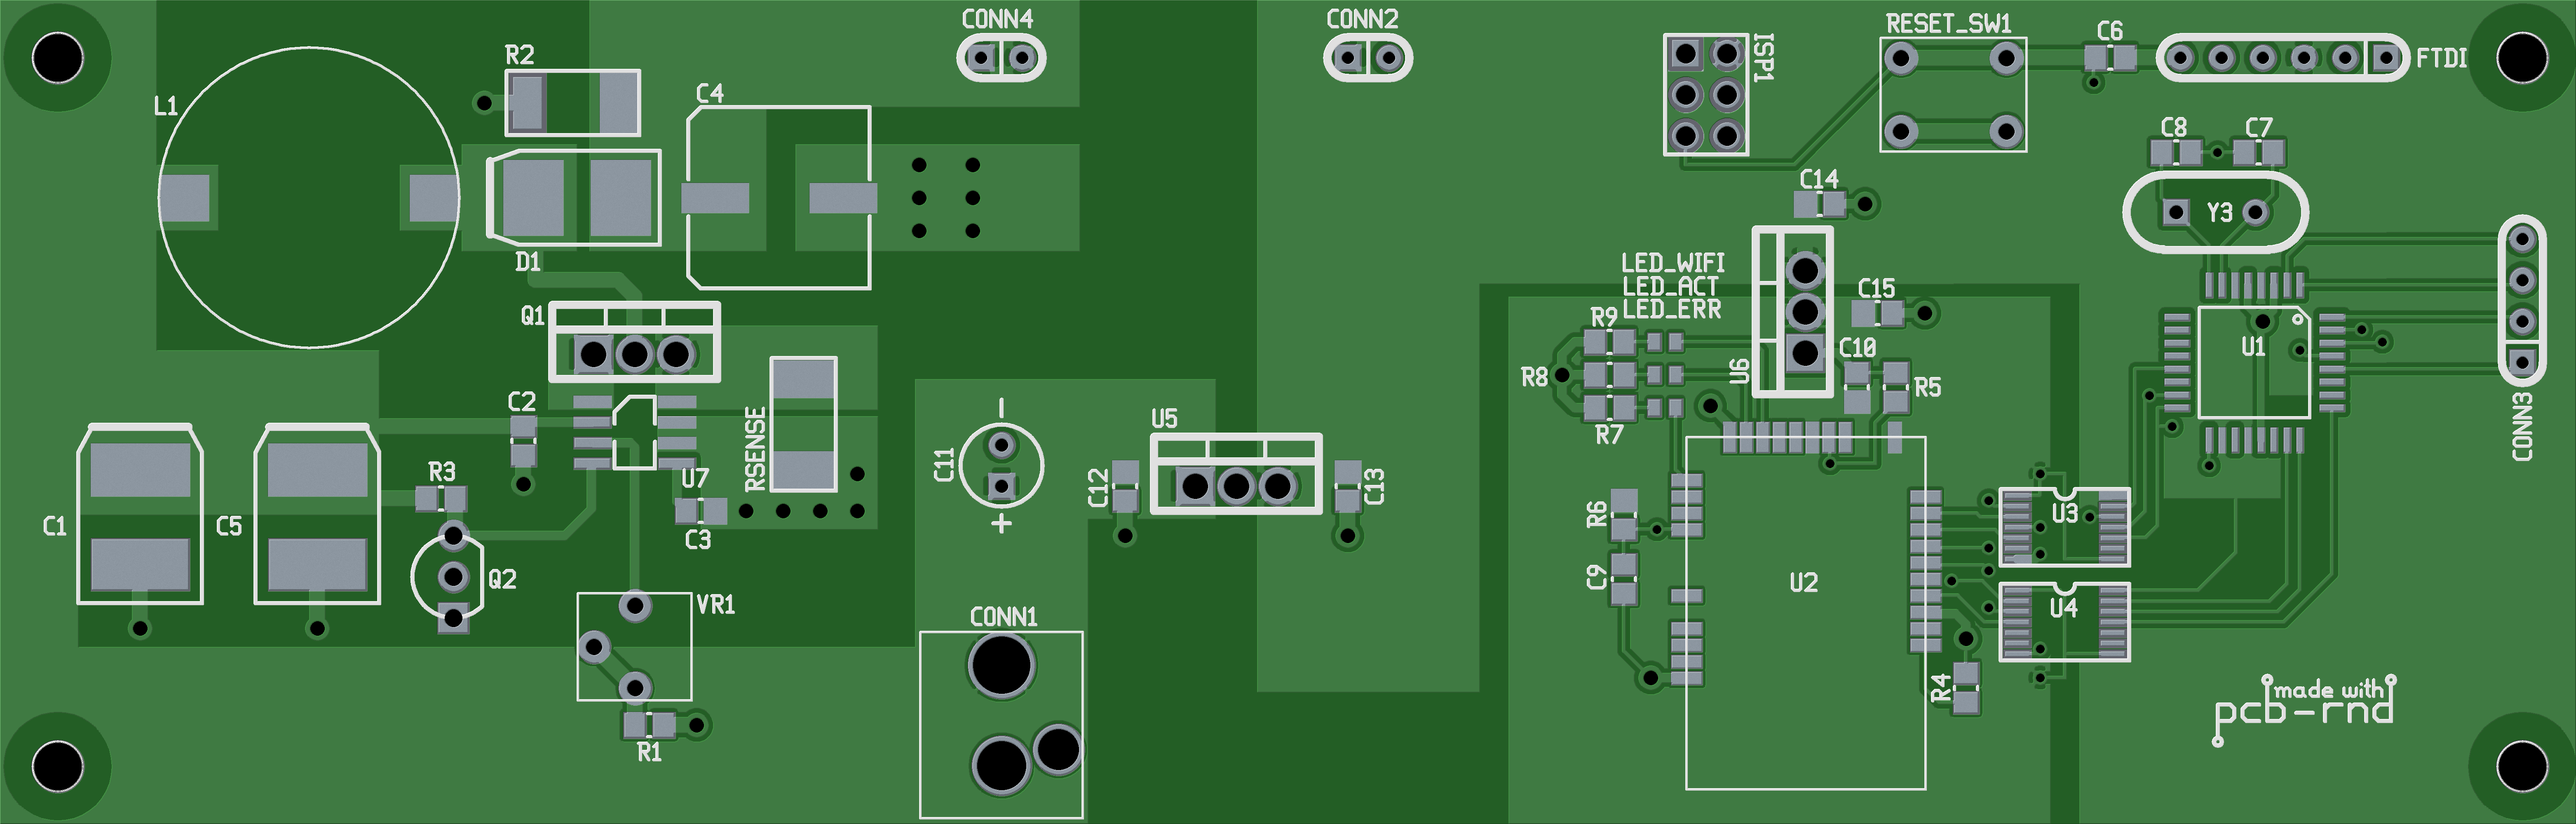 CONN4
CONN2
RESET_SW1
C6
FTDI
ISP1
R2
L1
C4
C8
C7
C14
Y3
D1
LED_WIFI
LED_ACT
LED_ERR
C15
Q1
R9
C10
U1
U6
R8
R5
C2
R7
CONN3
U5
RSENSE
C11
R3
U7
C12
C13
C1
C5
C3
+
R6
U3
Q2
C9
U2
VR1
CONN1
U4
R4
made with
pcb-rnd
R1